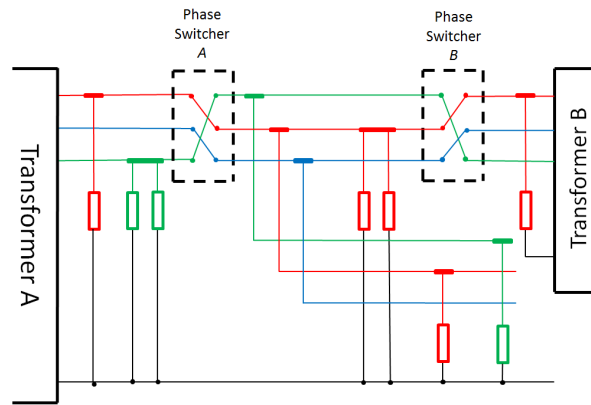 Phase
Switcher
A
Phase
Switcher
B
Transformer A
Transformer B